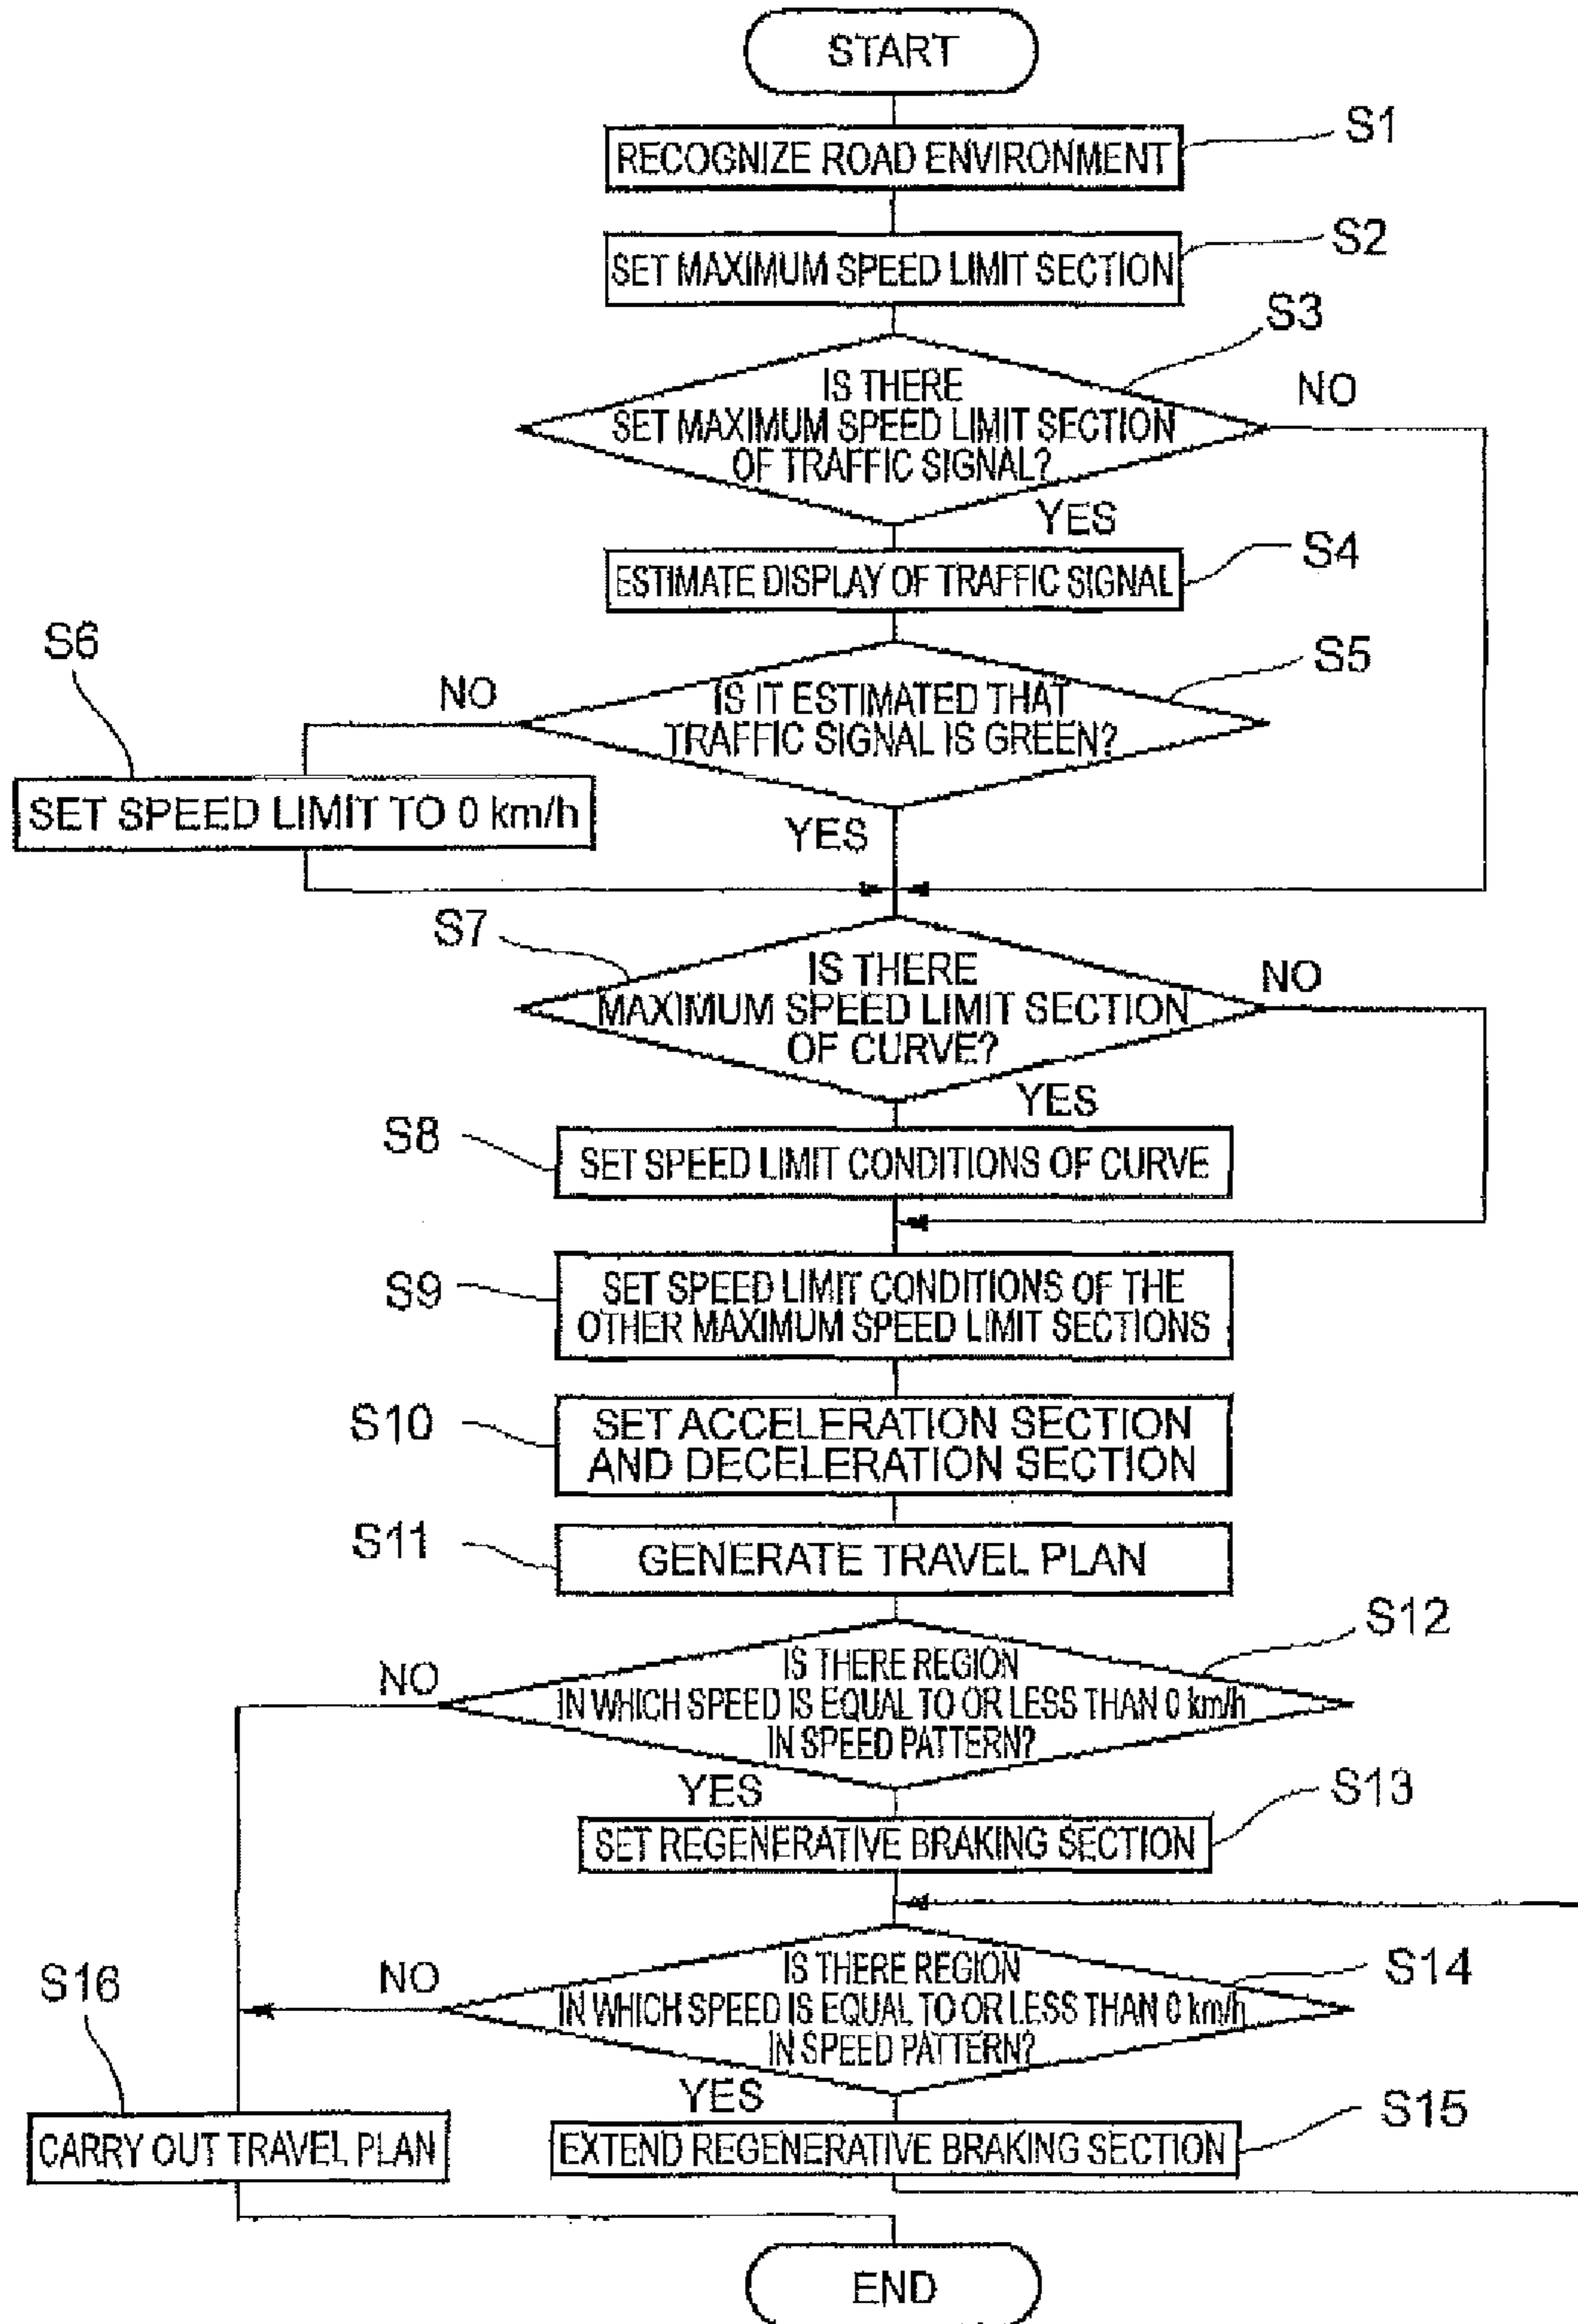 START
S1
RECOGNIZE ROAD ENVIRONMENT
S2
SET MAXIMUM SPEED LIMIT SECTION
S3
IS THERE
SET MAXIMUM SPEED LIMIT SECTION
OF TRAFFIC SIGNAL?
NO
YES
S4
ESTIMATE DISPLAY OF TRAFFIC SIGNAL
S6
S5
NO
IS IT ESTIMATED THAT
TRAFFIC SIGNAL IS GREEN?
SET SPEED LIMIT TO 0 km/h
YES
S7
IS THERE
MAXIMUM SPEED LIMIT SECTION
OF CURVE?
NO
YES
S8
SET SPEED LIMIT CONDITIONS OF CURVE
S9
SET SPEED LIMIT CONDITIONS OF THE
OTHER MAXIMUM SPEED LIMIT SECTIONS
S10
SET ACCELERATION SECTION
AND DECELERATION SECTION
S11
GENERATE TRAVEL PLAN
S12
NO
IS THERE REGION
IN WHICH SPEED IS EQUAL TO OR LESS THAN 0 km/h
IN SPEED PATTERN?
YES
S13
SET REGENERATIVE BRAKING SECTION
S16
NO
IS THERE REGION
IN WHICH SPEED IS EQUAL TO OR LESS THAN 0 km/h
IN SPEED PATTERN?
S14
YES
S15
CARRY OUT TRAVEL PLAN
EXTEND REGENERATIVE BRAKING SECTION
END